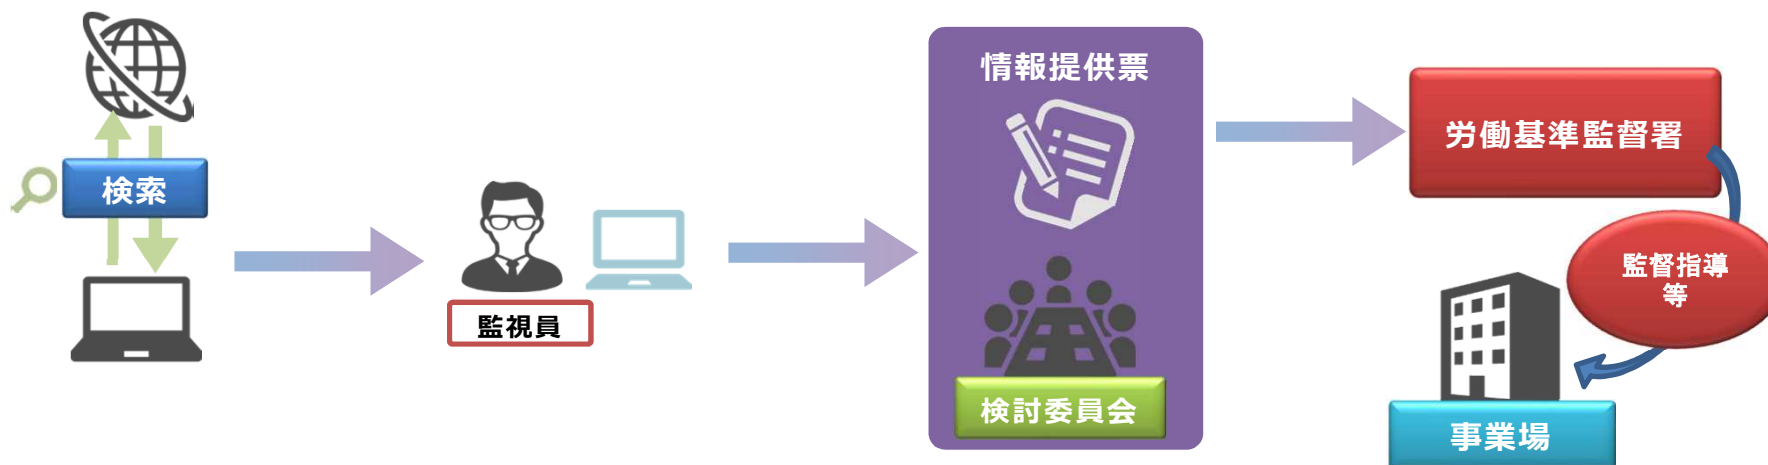 検索
監視員
情報提供票
検討委員会
労働基準監督署
監督指導
等
事業場